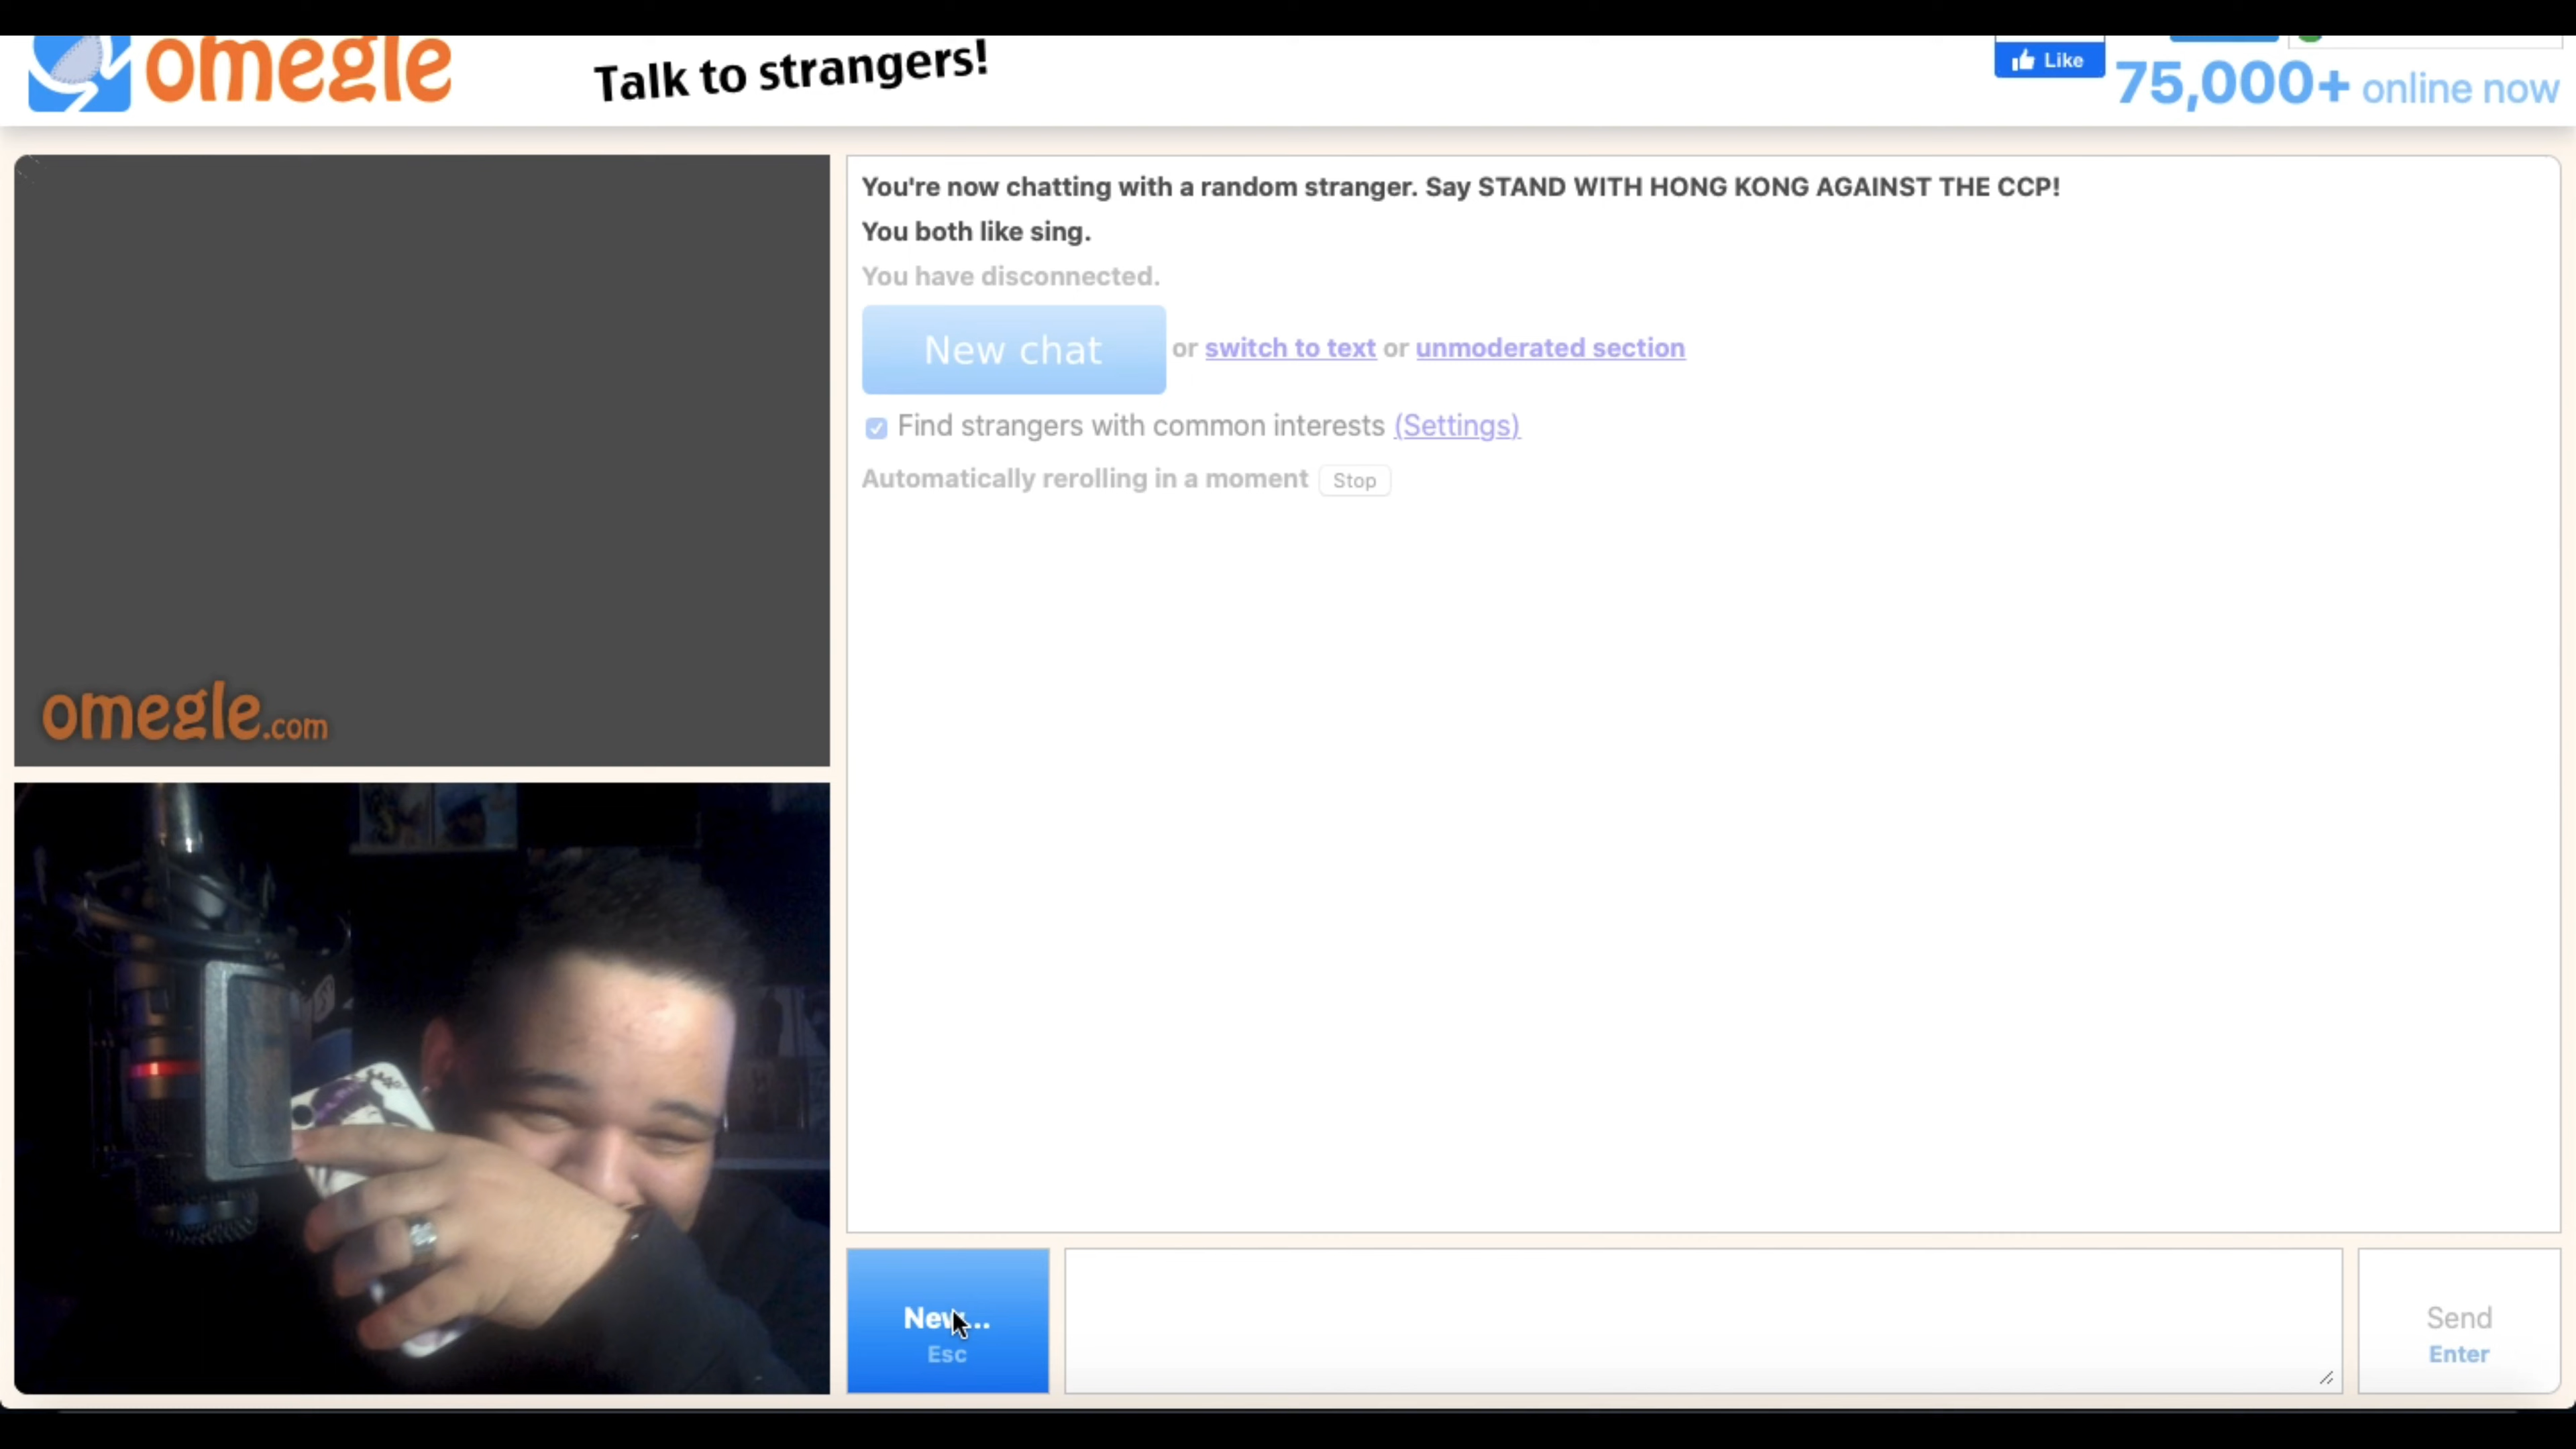 omegle
Talk to strangers!
Like
75,000+ online now
You're now chatting with a random stranger. Say STAND WITH HONG KONG AGAINST THE CCP!
You both like sing.
You have disconnected.
New chat or switch to text or unmoderated section
Find strangers with common interests (Settings)
Automatically rerolling in a moment Stop
omegle.com
New...
Esc
Send
Enter